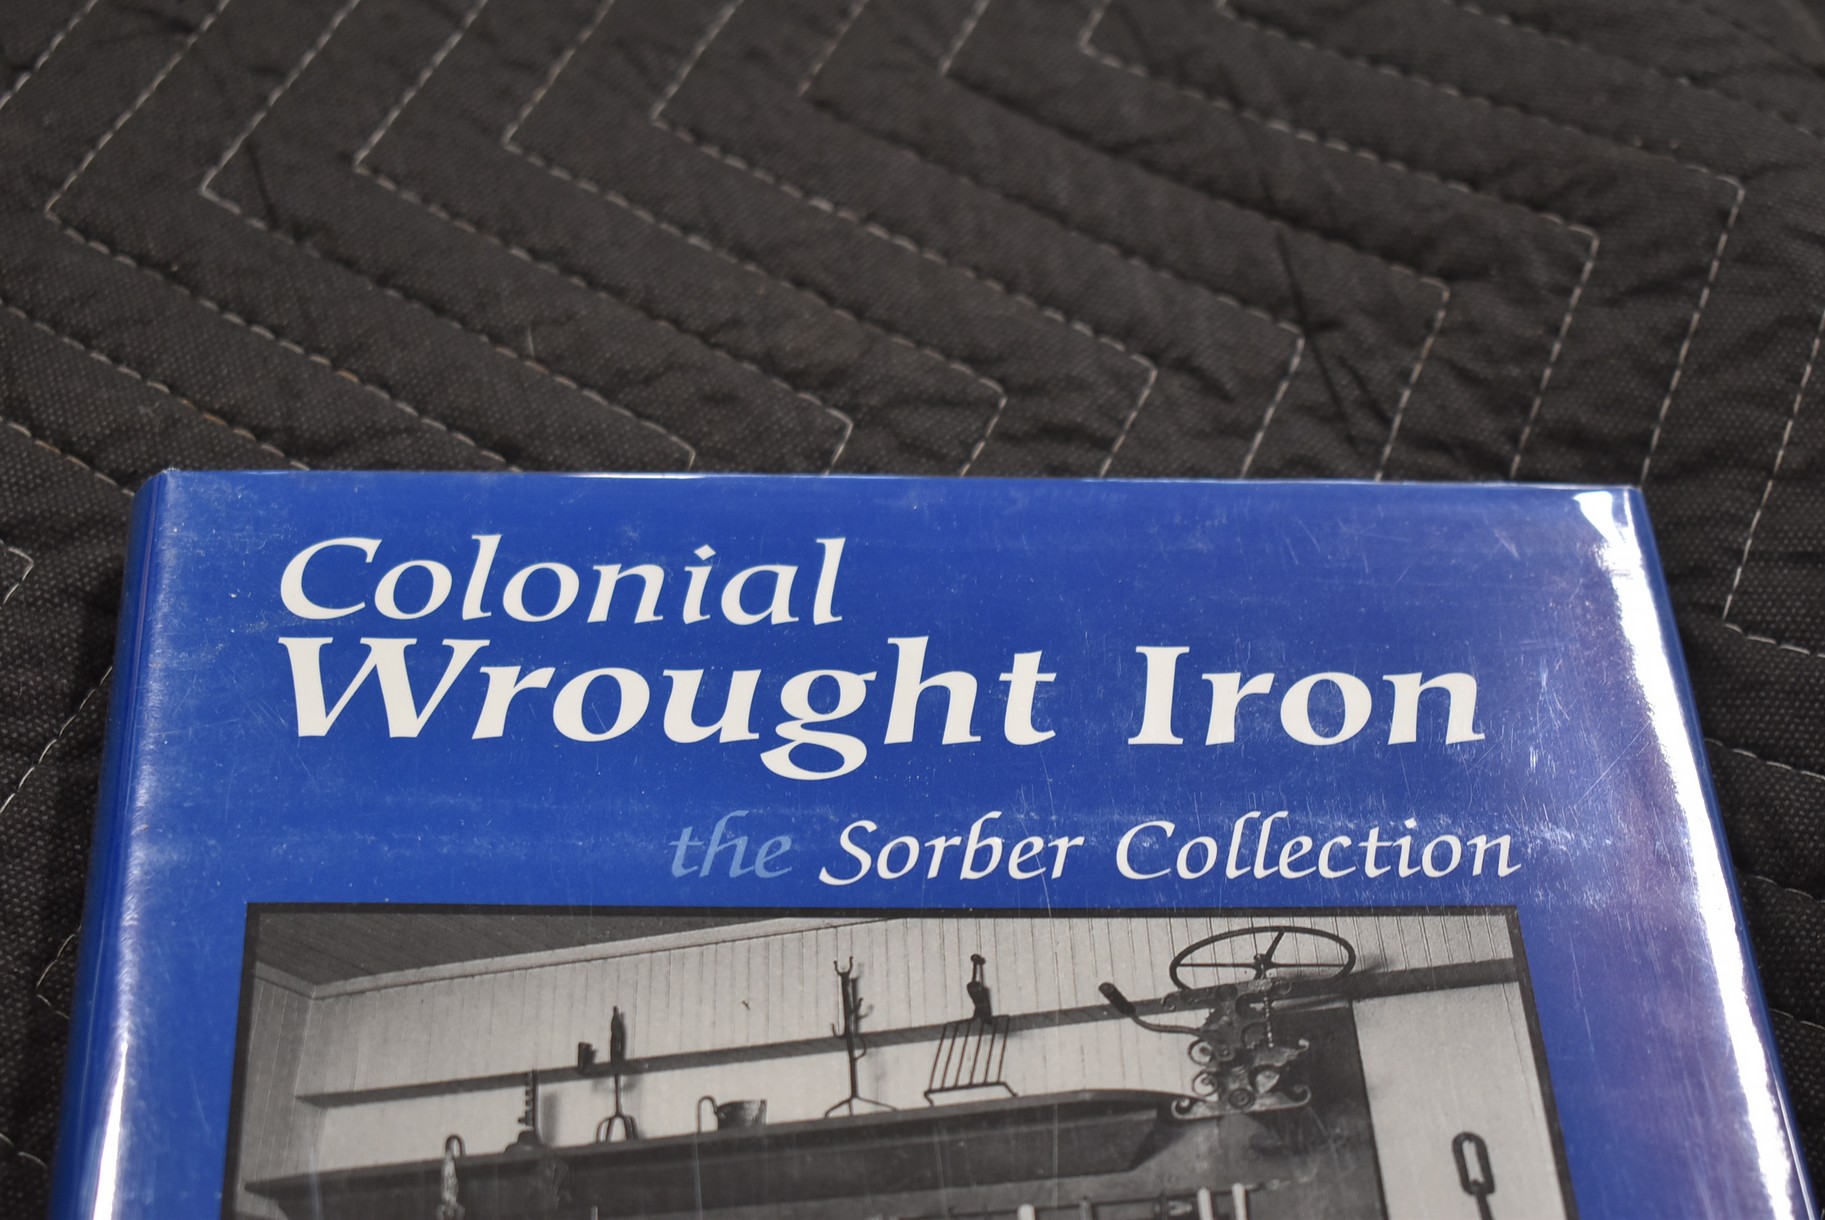 Colonial
Wrought Iron
the Sorber Collection